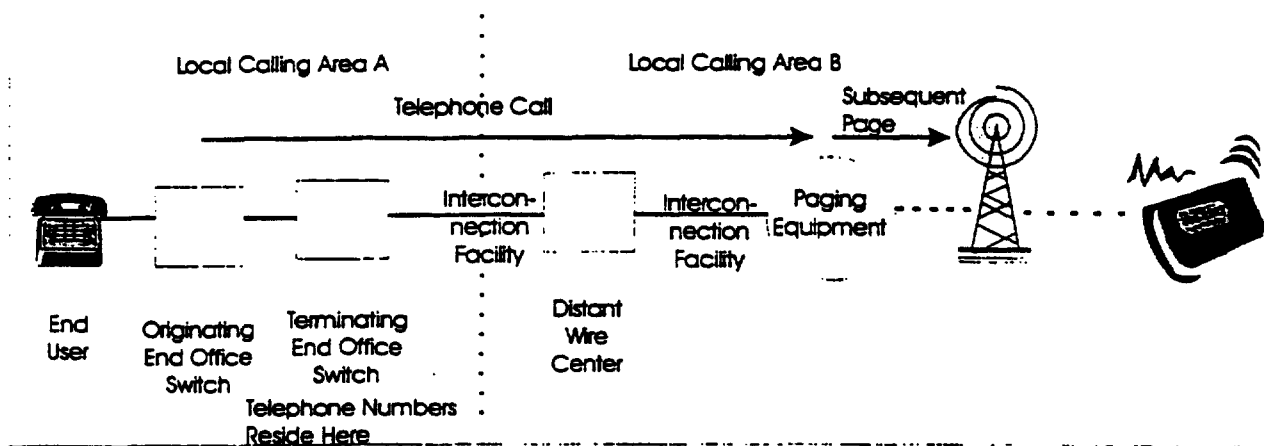 Local Calling Area A
Local Calling Area B
Telephone Call
Subsequent
Page
Intercon-
nection
Facility
Intercon-
nection
Facility
Paging
Equipment
End
User
Originating
End Office
Switch
Terminating
End Office
Switch
Distant
Wire
Center
Telephone Numbers
Reside Here